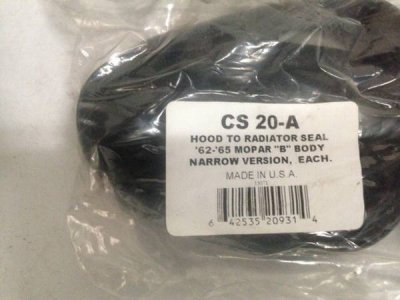 CS 20-A
HOOD TO RADIATOR SEAL
'62-'65 MOPAR "B" BODY
NARROW VERSION, EACH.
MADE IN U.S.A.
6 42535 20931 4